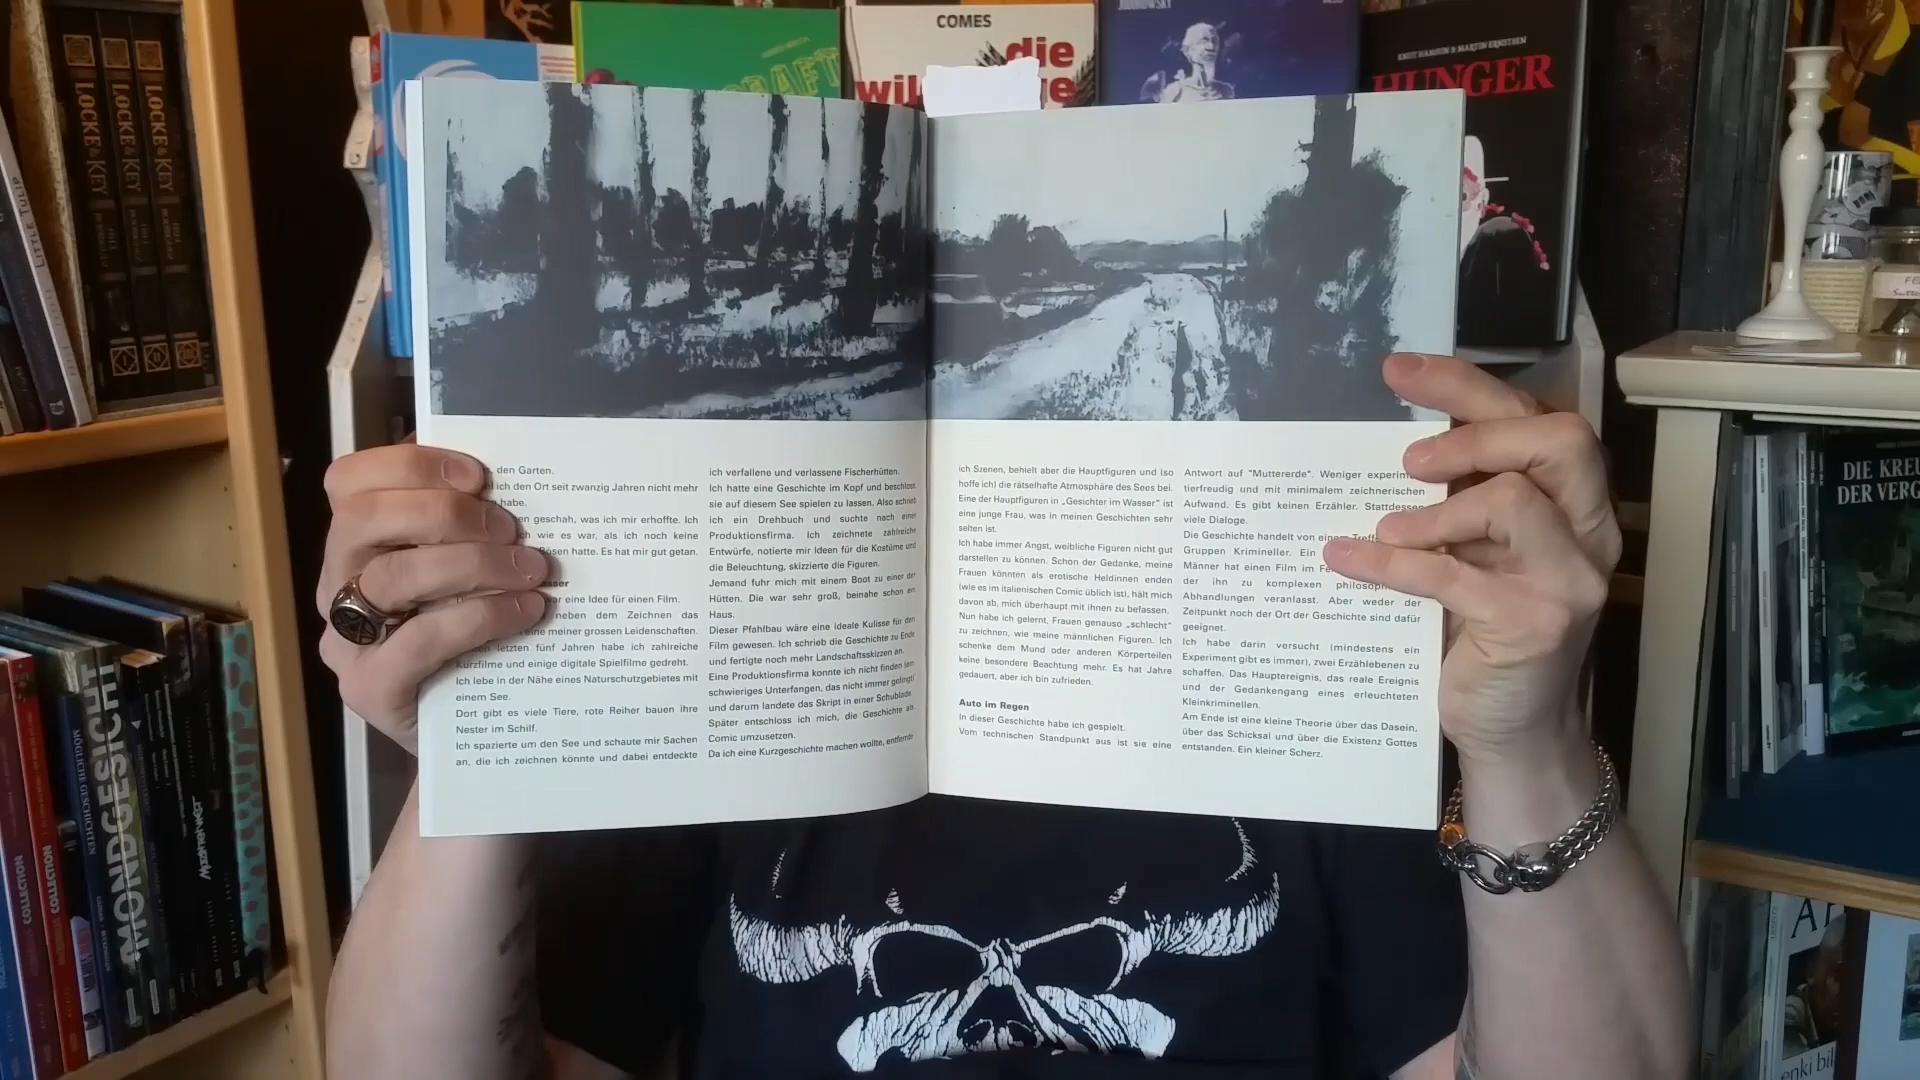 LOCKE & KEY
LOCKE & KEY
LOCKE & KEY
LITTLE TULIP
COMES
die
wil
HUNGER
KNUT HAMSUN & MARTIN ERNSTSEN
den Garten.
ich den Ort seit zwanzig Jahren nicht mehr
habe.
geschah, was ich mir erhoffte. Ich
wie es war, als ich noch keine
Bösen hatte. Es hat mir gut getan.
eine Idee für einen Film.
neben dem Zeichnen das
meiner grossen Leidenschaften.
letzten fünf Jahren habe ich zahlreiche
Kurzfilme und einige digitale Spielfilme gedreht.
Ich lebe in der Nähe eines Naturschutzgebietes mit
einem See.
Dort gibt es viele Tiere, rote Reiher bauen ihre
Nester im Schilf.
Ich spazierte um den See und schaute mir Sachen
an, die ich zeichnen könnte und dabei entdeckte
ich verfallene und verlassene Fischerhütten.
Ich hatte eine Geschichte im Kopf und beschloss,
sie auf diesem See spielen zu lassen. Also schrieb
ich ein Drehbuch und suchte nach einer
Produktionsfirma. Ich zeichnete zahlreiche
Entwürfe, notierte mir Ideen für die Kostüme und
die Beleuchtung, skizzierte die Figuren.
Jemand fuhr mich mit einem Boot zu einer der
Hütten. Die war sehr groß, beinahe schon ein
Haus.
Dieser Pfahlbau wäre eine ideale Kulisse für den
Film gewesen. Ich schrieb die Geschichte zu Ende
und fertigte noch mehr Landschaftsskizzen an.
Eine Produktionsfirma konnte ich nicht finden (ein
schwieriges Unterfangen, das nicht immer gelingt)
und darum landete das Skript in einer Schublade.
Später entschloss ich mich, die Geschichte als
Comic umzusetzen.
Da ich eine Kurzgeschichte machen wollte, entfernte
ich Szenen, behielt aber die Hauptfiguren und (so
hoffe ich) die rätselhafte Atmosphäre des Sees bei.
Eine der Hauptfiguren in „Gesichter im Wasser" ist
eine junge Frau, was in meinen Geschichten sehr
selten ist.
Ich habe immer Angst, weibliche Figuren nicht gut
darstellen zu können. Schon der Gedanke, meine
Frauen könnten als erotische Heldinnen enden
(wie es im italienischen Comic üblich ist), hält mich
davon ab, mich überhaupt mit ihnen zu befassen.
Nun habe ich gelernt, Frauen genauso „schlecht"
zu zeichnen, wie meine männlichen Figuren. Ich
schenke dem Mund oder anderen Körperteilen
keine besondere Beachtung mehr. Es hat Jahre
gedauert, aber ich bin zufrieden.
Auto im Regen
In dieser Geschichte habe ich gespielt.
Vom technischen Standpunkt aus ist sie eine
Antwort auf "Muttererde". Weniger
tierfreudig und mit minimalem zeichnerischen
Aufwand. Es gibt keinen Erzähler. Stattdessen
viele Dialoge.
Die Geschichte handelt von einem
Gruppen Krimineller. Ein
Männer hat einen Film im
der ihn zu komplexen
Abhandlungen veranlasst. Aber weder der
Zeitpunkt noch der Ort der Geschichte sind dafür
geeignet.
Ich habe darin versucht (mindestens ein
Experiment gibt es immer), zwei Erzählebenen zu
schaffen. Das Hauptereignis, das reale Ereignis
und der Gedankengang eines erleuchteten
Kleinkriminellen.
Am Ende ist eine kleine Theorie über das Dasein,
über das Schicksal und über die Existenz Gottes
entstanden. Ein kleiner Scherz.
MONDGESICHT
MÖGLICHE GESCHICHTEN
COLLECTION
COLLECTION
DIE KREU
DER VERG
enki bil